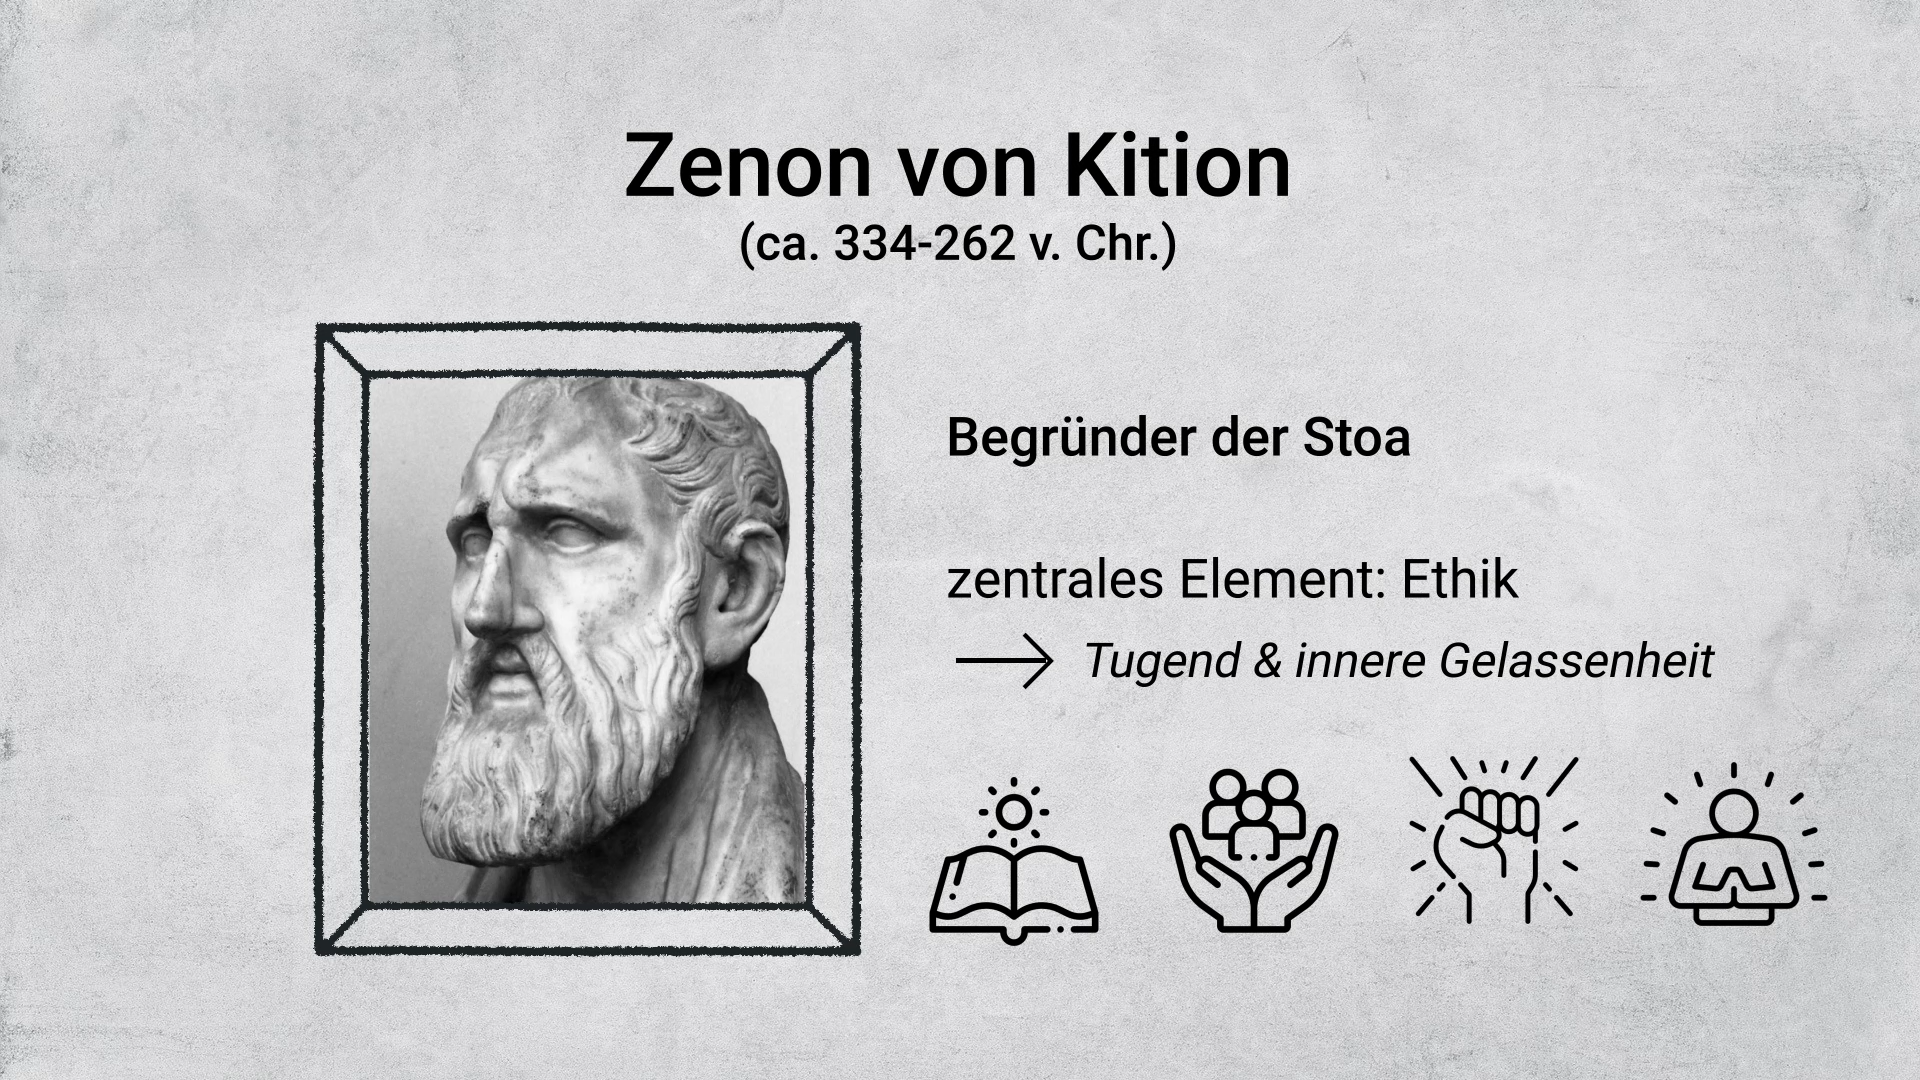 Zenon von Kition
(ca. 334-262 v. Chr.)
Begründer der Stoa
zentrales Element: Ethik
Tugend & innere Gelassenheit